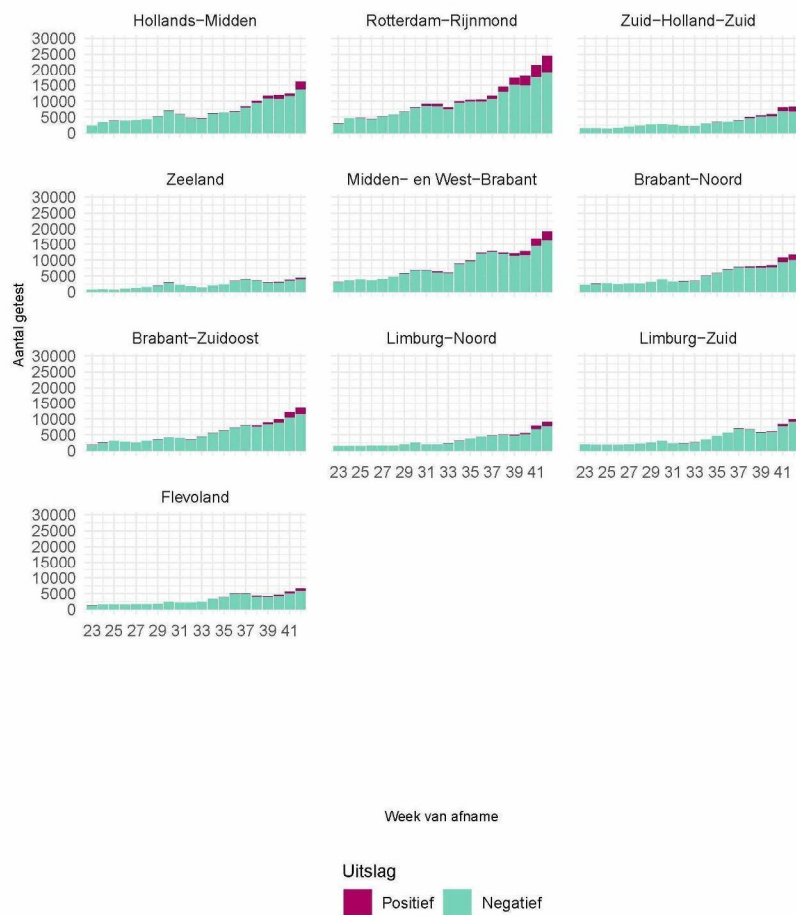 Hollands-Midden
Rotterdam-Rijnmond
Zuid-Holland-Zuid
30000
25000
20000
15000
10000
5000
0
Zeeland
Midden- en West-Brabant
Brabant-Noord
30000
25000
20000
15000
10000
5000
0
Aantal getest
Brabant-Zuidoost
Limburg-Noord
Limburg-Zuid
30000
25000
20000
15000
10000
5000
0
23 25 27 29 31 33 35 37 39 41
23 25 27 29 31 33 35 37 39 41
Flevoland
30000
25000
20000
15000
10000
5000
0
23 25 27 29 31 33 35 37 39 41
Week van afname
Uitslag
Positief
Negatief